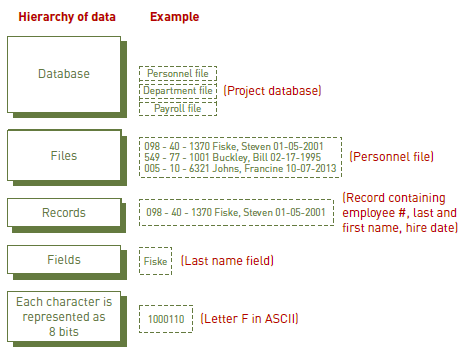 Hierarchy of data
Example
Database
Personnel file
Department file
Payroll file
(Project database)
Files
098 - 40 - 1370 Fiske, Steven 01-05-2001
549 - 77 - 1001 Buckley, Bill 02-17-1995
005 - 10 - 6321 Johns, Francine 10-07-2013
(Personnel file)
Records
098 - 40 - 1370 Fiske, Steven 01-05-2001
(Record containing
employee #, last and
first name, hire date)
Fields
Fiske
(Last name field)
Each character is
represented as
8 bits
1000110
(Letter F in ASCII)